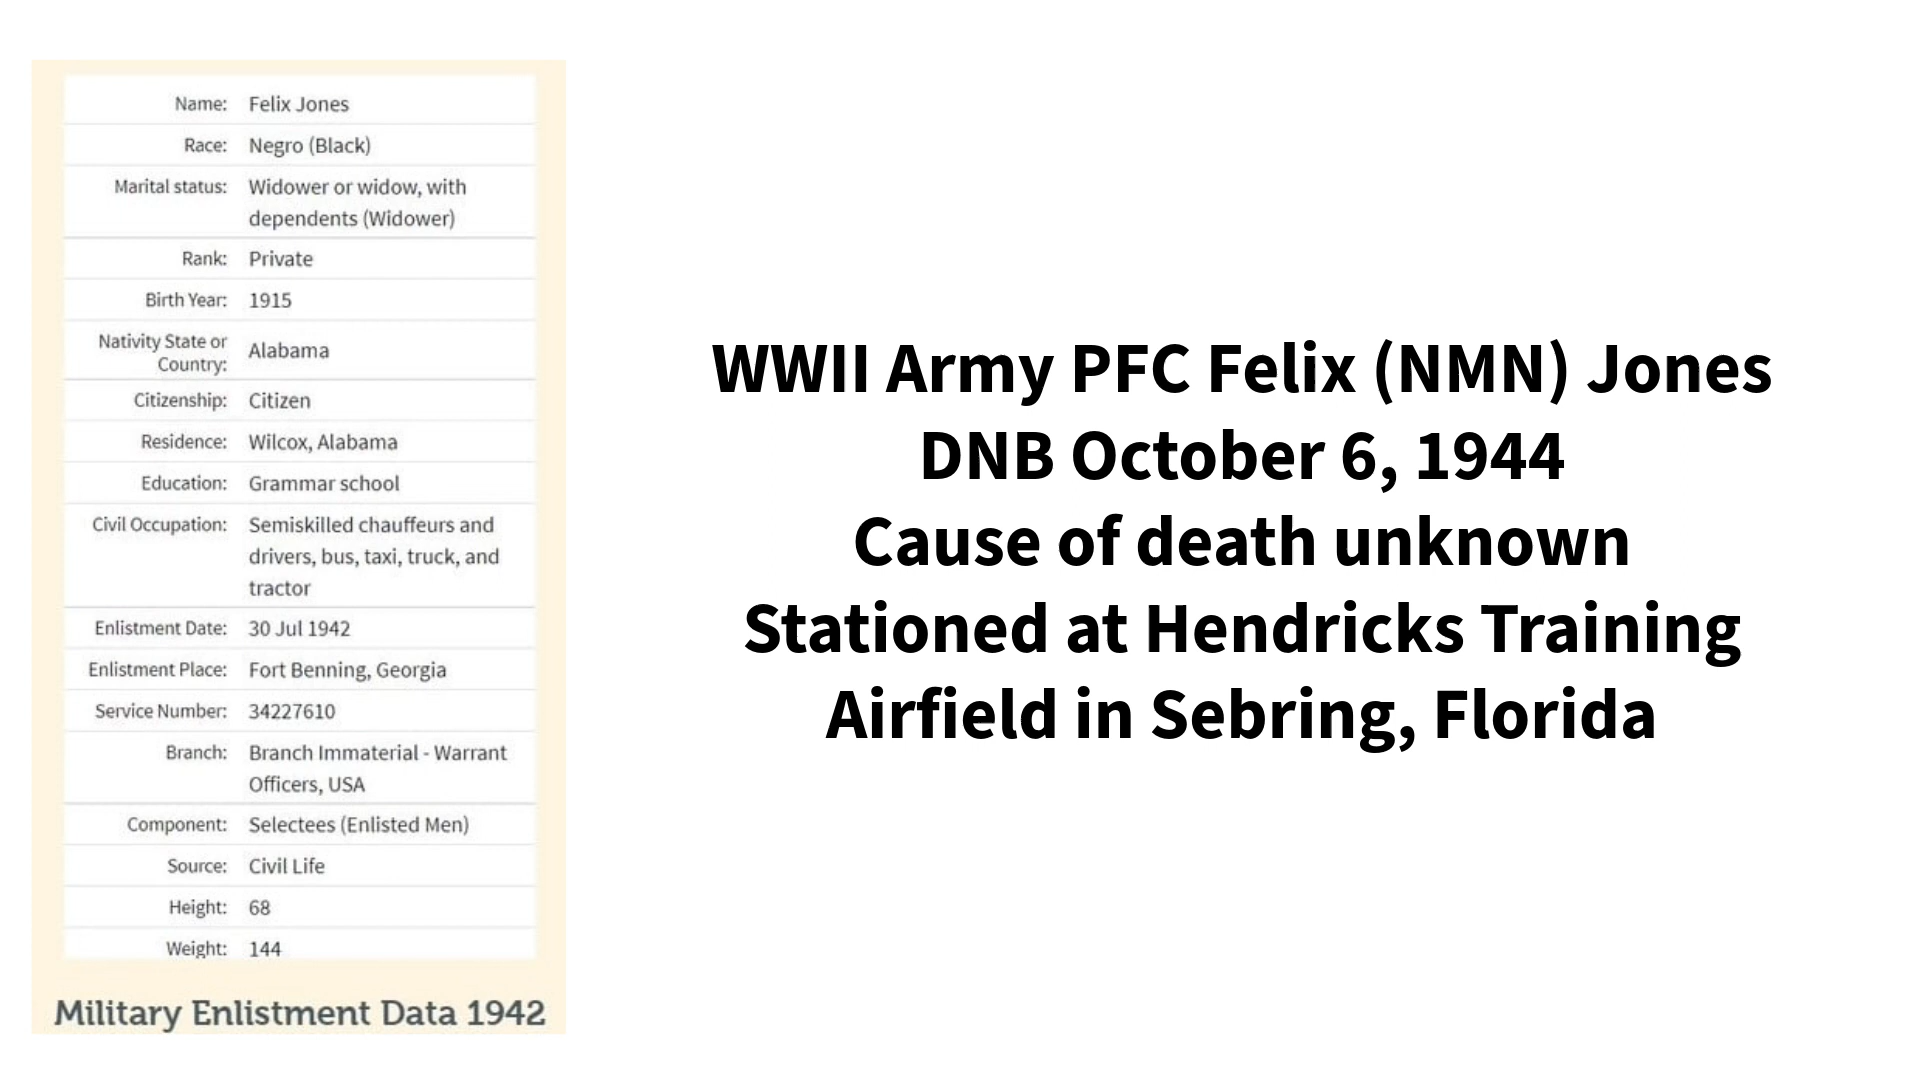 Name: Felix Jones
Race: Negro (Black)
Marital status: Widower or widow, with
dependents (Widower)
Rank: Private
Birth Year: 1915
Nativity State or
Country: Alabama
Citizenship: Citizen
Residence: Wilcox, Alabama
Education: Grammar school
Civil Occupation: Semiskilled chauffeurs and
drivers, bus, taxi, truck, and
tractor
Enlistment Date: 30 Jul 1942
Enlistment Place: Fort Benning, Georgia
Service Number: 34227610
Branch: Branch Immaterial - Warrant
Officers, USA
Component: Selectees (Enlisted Men)
Source: Civil Life
Height: 68
Weight: 144
Military Enlistment Data 1942
WWII Army PFC Felix (NMN) Jones
DNB October 6, 1944
Cause of death unknown
Stationed at Hendricks Training
Airfield in Sebring, Florida